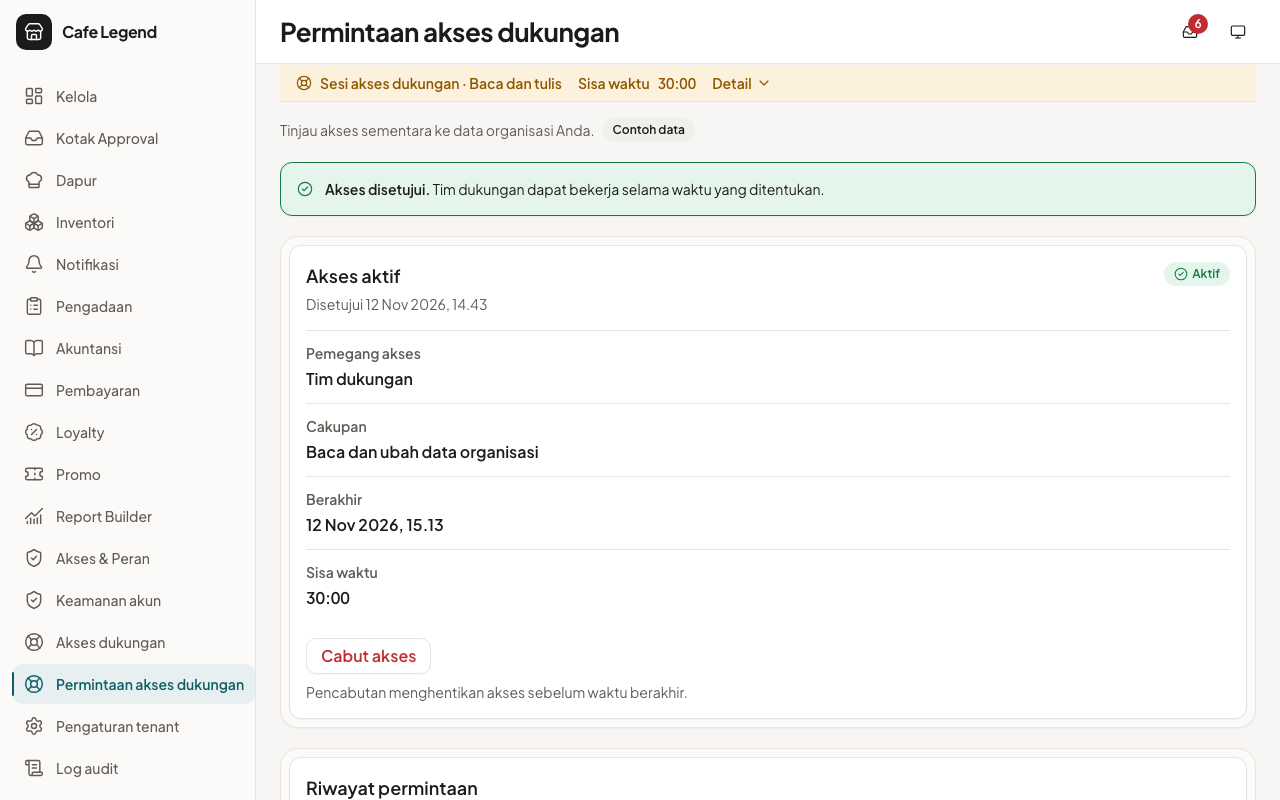 Cafe Legend
Permintaan akses dukungan
6
Kelola
Kotak Approval
Dapur
Inventori
Notifikasi
Pengadaan
Akuntansi
Pembayaran
Loyalty
Promo
Report Builder
Akses & Peran
Keamanan akun
Akses dukungan
Permintaan akses dukungan
Pengaturan tenant
Log audit
Sesi akses dukungan · Baca dan tulis Sisa waktu 30:00 Detail
Tinjau akses sementara ke data organisasi Anda. Contoh data
Akses disetujui. Tim dukungan dapat bekerja selama waktu yang ditentukan.
Akses aktif
Aktif
Disetujui 12 Nov 2026, 14.43
Pemegang akses
Tim dukungan
Cakupan
Baca dan ubah data organisasi
Berakhir
12 Nov 2026, 15.13
Sisa waktu
30:00
Cabut akses
Pencabutan menghentikan akses sebelum waktu berakhir.
Riwayat permintaan